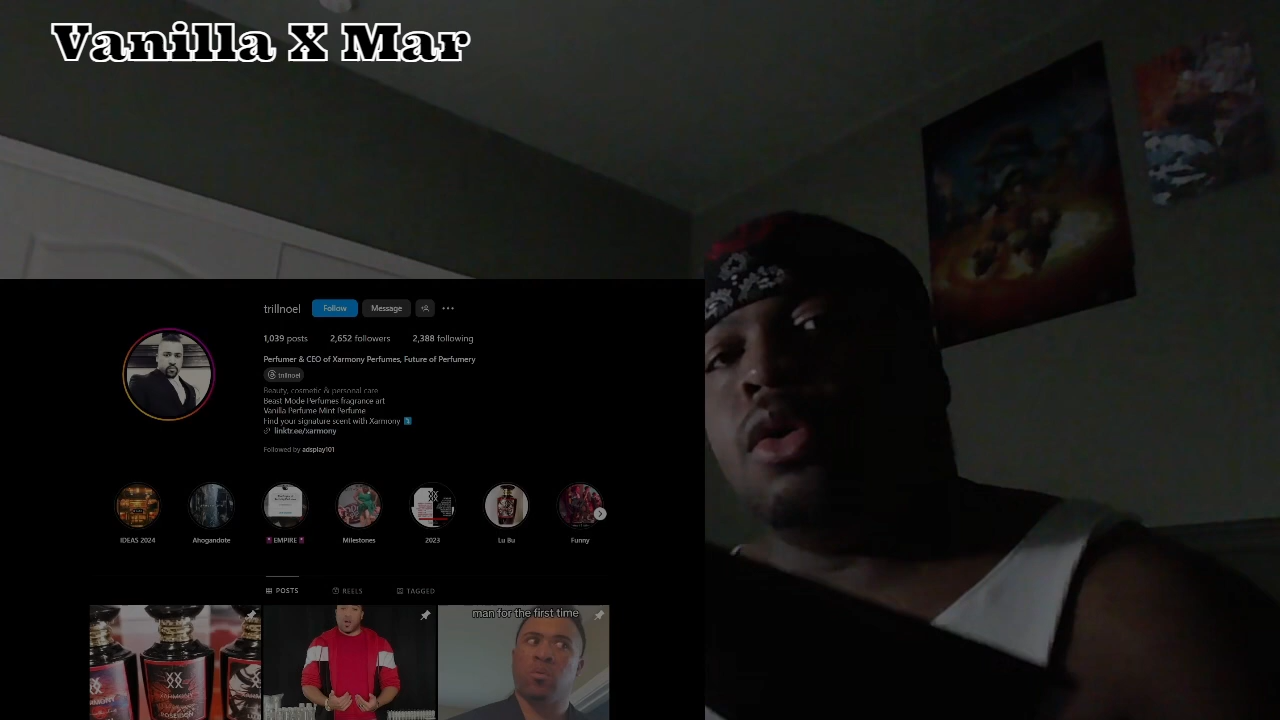 Vanilla X Mar
trillnoel Follow Message
1,039 posts 2,652 followers 2,388 following
Perfumer & CEO of Xarmony Perfumes, Future of Perfumery
trillnoel
Beauty, cosmetic & personal care
Beast Mode Perfumes fragrance art
Vanilla Perfume Mint Perfume
Find your signature scent with Xarmony
linktr.ee/xarmony
Followed by adsplay101
IDEAS 2024 Ahogandote EMPIRE Milestones 2023 Lu Bu Funny
POSTS REELS TAGGED
man for the first time
XARMONY
POSEIDON